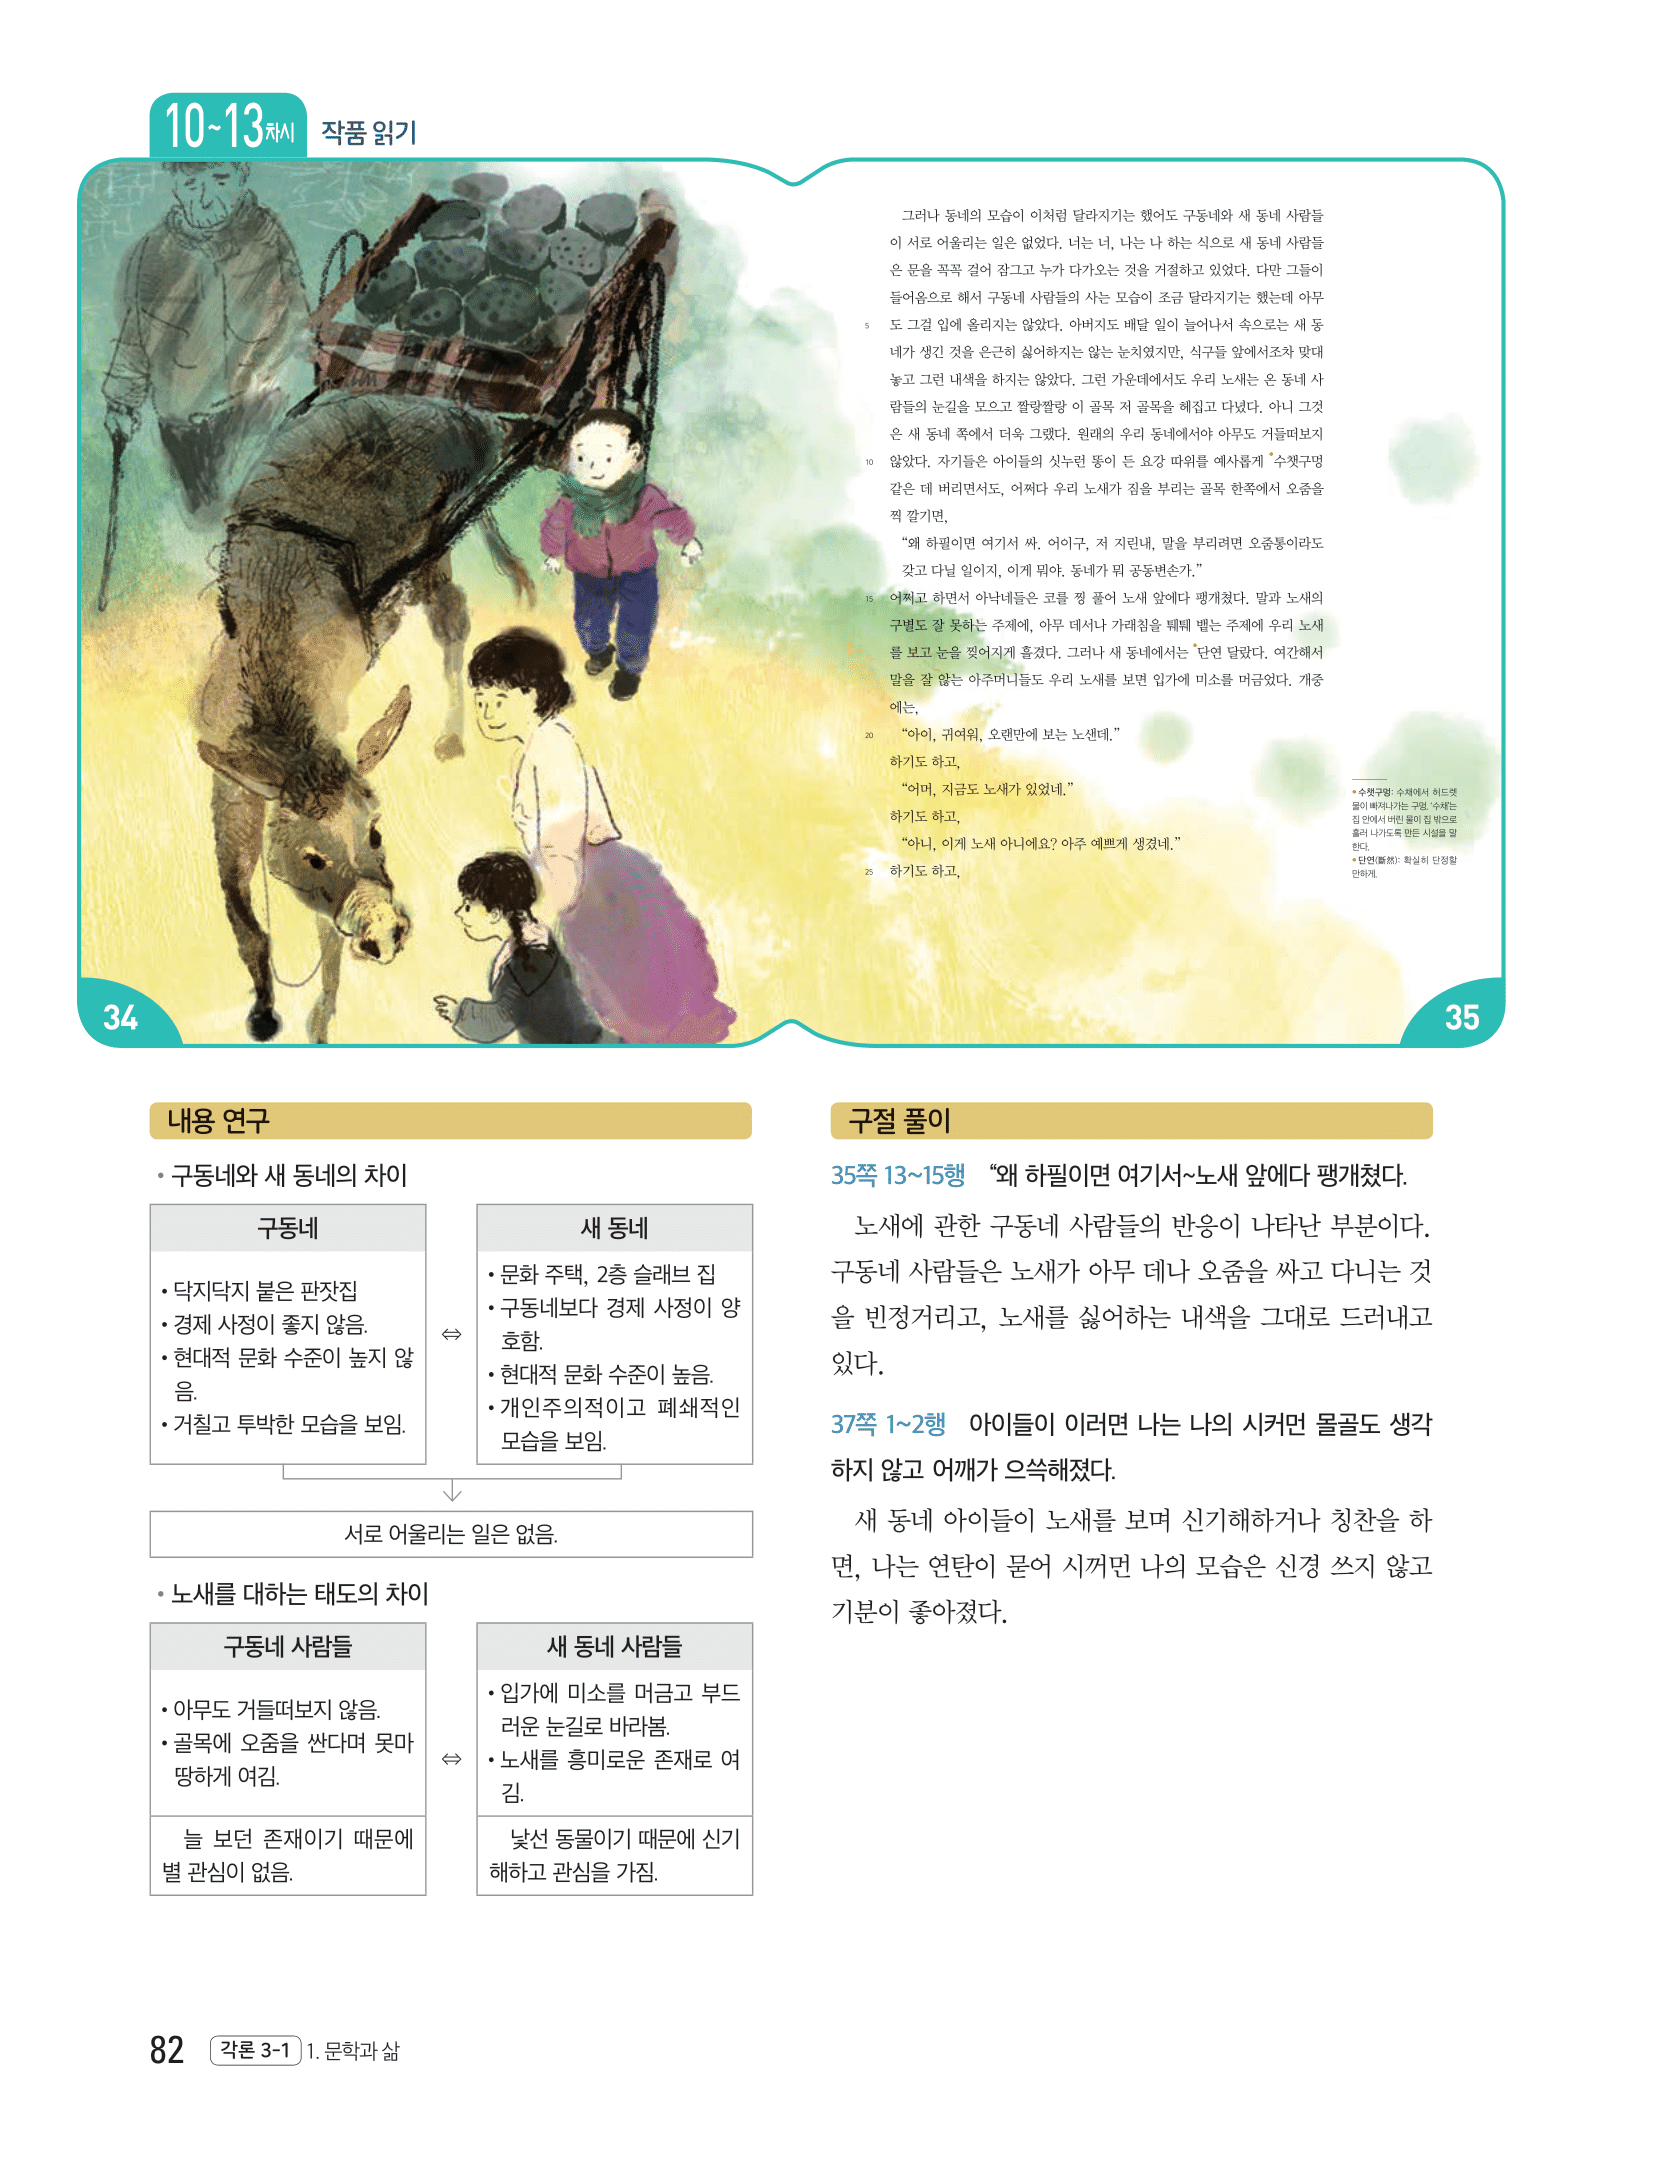 10~13차시 작품 읽기
그러나 동네의 모습이 이처럼 달라지기는 했어도 구동네와 새 동네 사람들
이 서로 어울리는 일은 없었다. 너는 너, 나는 나 하는 식으로 새 동네 사람들
은 문을 꼭꼭 걸어 잠그고 누가 다가오는 것을 거절하고 있었다. 다만 그들이
들어옴으로 해서 구동네 사람들의 사는 모습이 조금 달라지기는 했는데 아무
5 도 그걸 입에 올리지는 않았다. 아버지도 배달 일이 늘어나서 속으로는 새 동
네가 생긴 것을 은근히 싫어하지는 않는 눈치였지만, 식구들 앞에서조차 맞대
놓고 그런 내색을 하지는 않았다. 그런 가운데에서도 우리 노새는 온 동네 사
람들의 눈길을 모으고 짤랑짤랑 이 골목 저 골목을 헤집고 다녔다. 아니 그것
은 새 동네 쪽에서 더욱 그랬다. 원래의 우리 동네에서야 아무도 거들떠보지
10 않았다. 자기들은 아이들의 싯누런 똥이 든 요강 따위를 예사롭게 •수챗구멍
같은 데 버리면서도, 어쩌다 우리 노새가 짐을 부리는 골목 한쪽에서 오줌을
찍 깔기면,
“왜 하필이면 여기서 싸. 어이구, 저 지린내, 말을 부리려면 오줌통이라도
갖고 다닐 일이지, 이게 뭐야. 동네가 뭐 공동변손가.”
15 어쩌고 하면서 아낙네들은 코를 찡 풀어 노새 앞에다 팽개쳤다. 말과 노새의
구별도 잘 못하는 주제에, 아무 데서나 가래침을 퉤퉤 뱉는 주제에 우리 노새
를 보고 눈을 찢어지게 흘겼다. 그러나 새 동네에서는 •단연 달랐다. 여간해서
말을 잘 않는 아주머니들도 우리 노새를 보면 입가에 미소를 머금었다. 개중
에는,
20 “아이, 귀여워, 오랜만에 보는 노샌데.”
하기도 하고,
“어머, 지금도 노새가 있었네.”
하기도 하고,
“아니, 이게 노새 아니에요? 아주 예쁘게 생겼네.”
25 하기도 하고,
• 수챗구멍: 수채에서 허드렛
물이 빠져나가는 구멍. ‘수채’는
집 안에서 버린 물이 집 밖으로
흘러 나가도록 만든 시설을 말
한다.
• 단연(斷然): 확실히 단정할
만하게.
34
35
내용 연구
• 구동네와 새 동네의 차이
구동네
• 닥지닥지 붙은 판잣집
• 경제 사정이 좋지 않음.
• 현대적 문화 수준이 높지 않
음.
• 거칠고 투박한 모습을 보임.
⇔
새 동네
• 문화 주택, 2층 슬래브 집
• 구동네보다 경제 사정이 양
호함.
• 현대적 문화 수준이 높음.
• 개인주의적이고 폐쇄적인
모습을 보임.
서로 어울리는 일은 없음.
• 노새를 대하는 태도의 차이
구동네 사람들
• 아무도 거들떠보지 않음.
• 골목에 오줌을 싼다며 못마
땅하게 여김.
늘 보던 존재이기 때문에
별 관심이 없음.
⇔
새 동네 사람들
• 입가에 미소를 머금고 부드
러운 눈길로 바라봄.
• 노새를 흥미로운 존재로 여
김.
낯선 동물이기 때문에 신기
해하고 관심을 가짐.
구절 풀이
35쪽 13~15행 “왜 하필이면 여기서~노새 앞에다 팽개쳤다.
노새에 관한 구동네 사람들의 반응이 나타난 부분이다.
구동네 사람들은 노새가 아무 데나 오줌을 싸고 다니는 것
을 빈정거리고, 노새를 싫어하는 내색을 그대로 드러내고
있다.
37쪽 1~2행 아이들이 이러면 나는 나의 시커먼 몰골도 생각
하지 않고 어깨가 으쓱해졌다.
새 동네 아이들이 노새를 보며 신기해하거나 칭찬을 하
면, 나는 연탄이 묻어 시꺼먼 나의 모습은 신경 쓰지 않고
기분이 좋아졌다.
82 각론 3-1 1. 문학과 삶